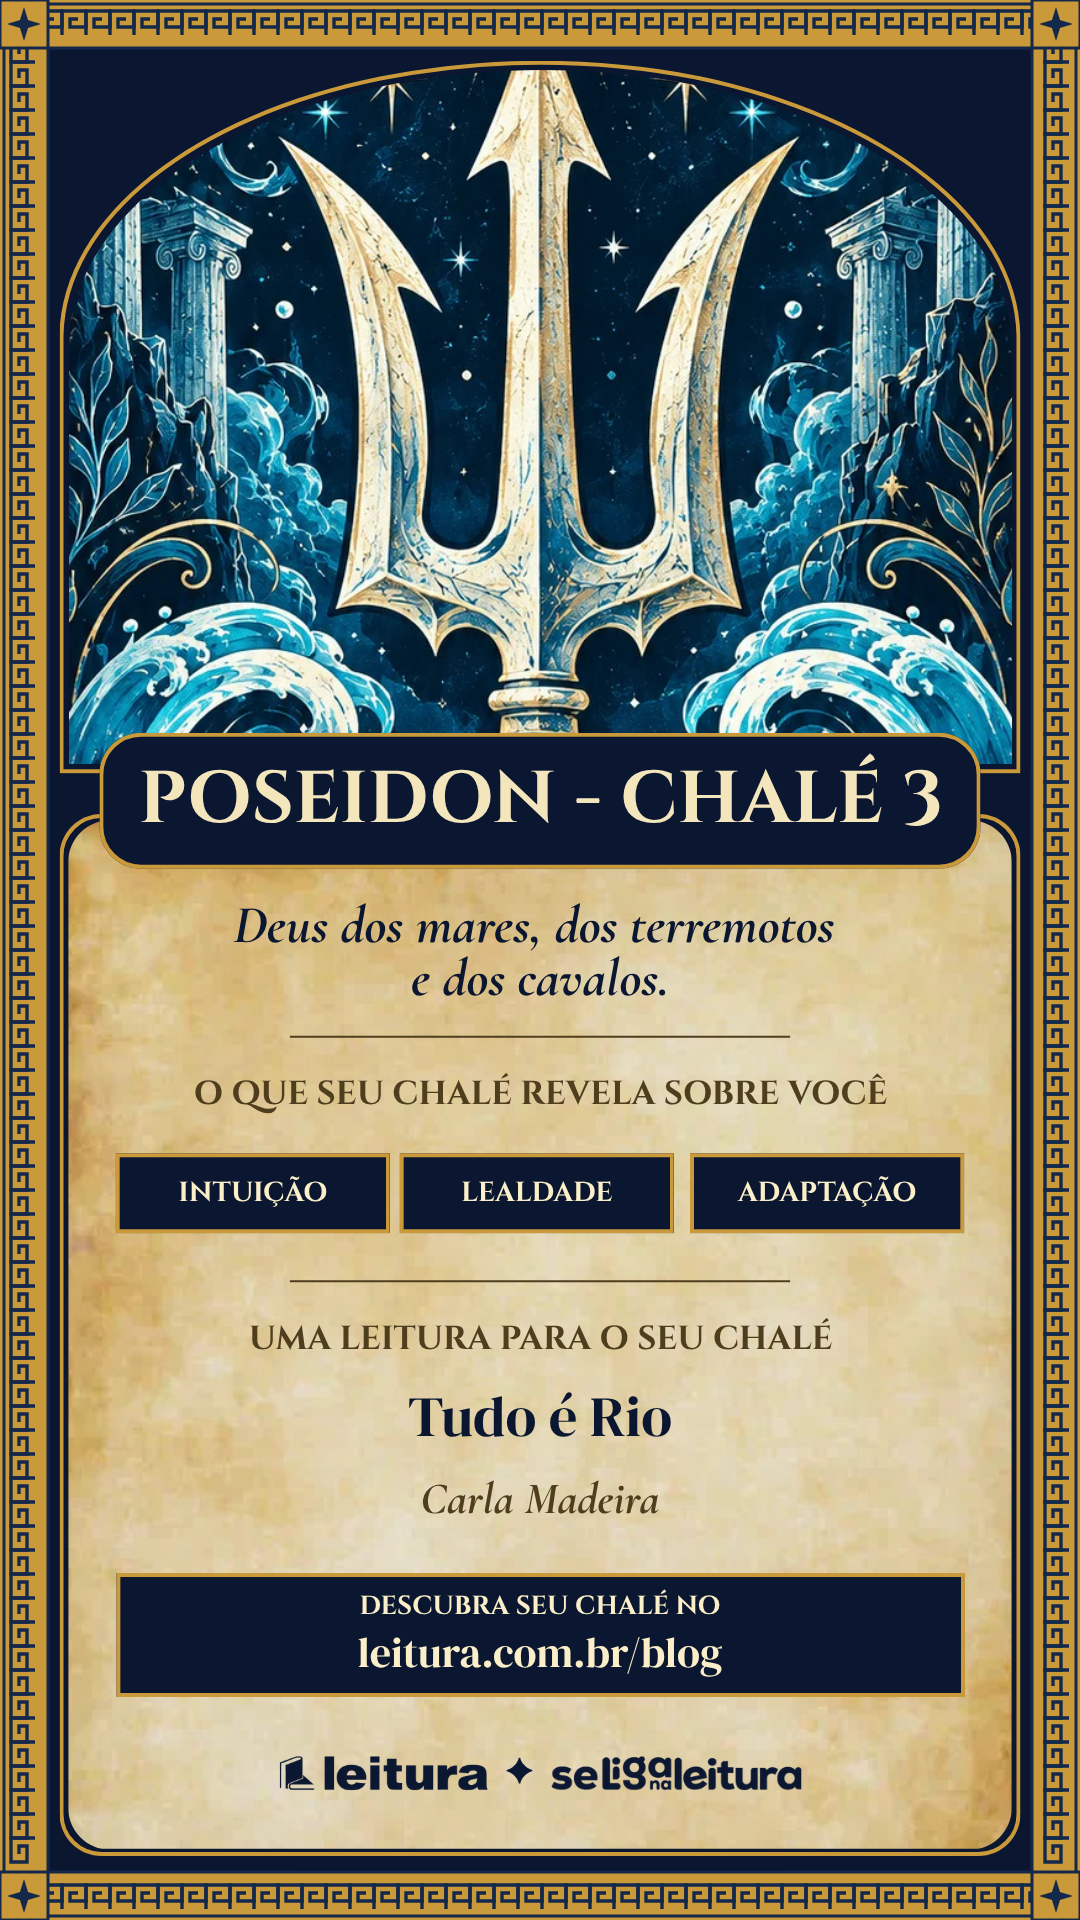 POSEIDON - CHALÉ 3
Deus dos mares, dos terremotos
e dos cavalos.
O QUE SEU CHALÉ REVELA SOBRE VOCÊ
INTUIÇÃO LEALDADE ADAPTAÇÃO
UMA LEITURA PARA O SEU CHALÉ
Tudo é Rio
Carla Madeira
DESCUBRA SEU CHALÉ NO
leitura.com.br/blog
leitura seliganaleitura